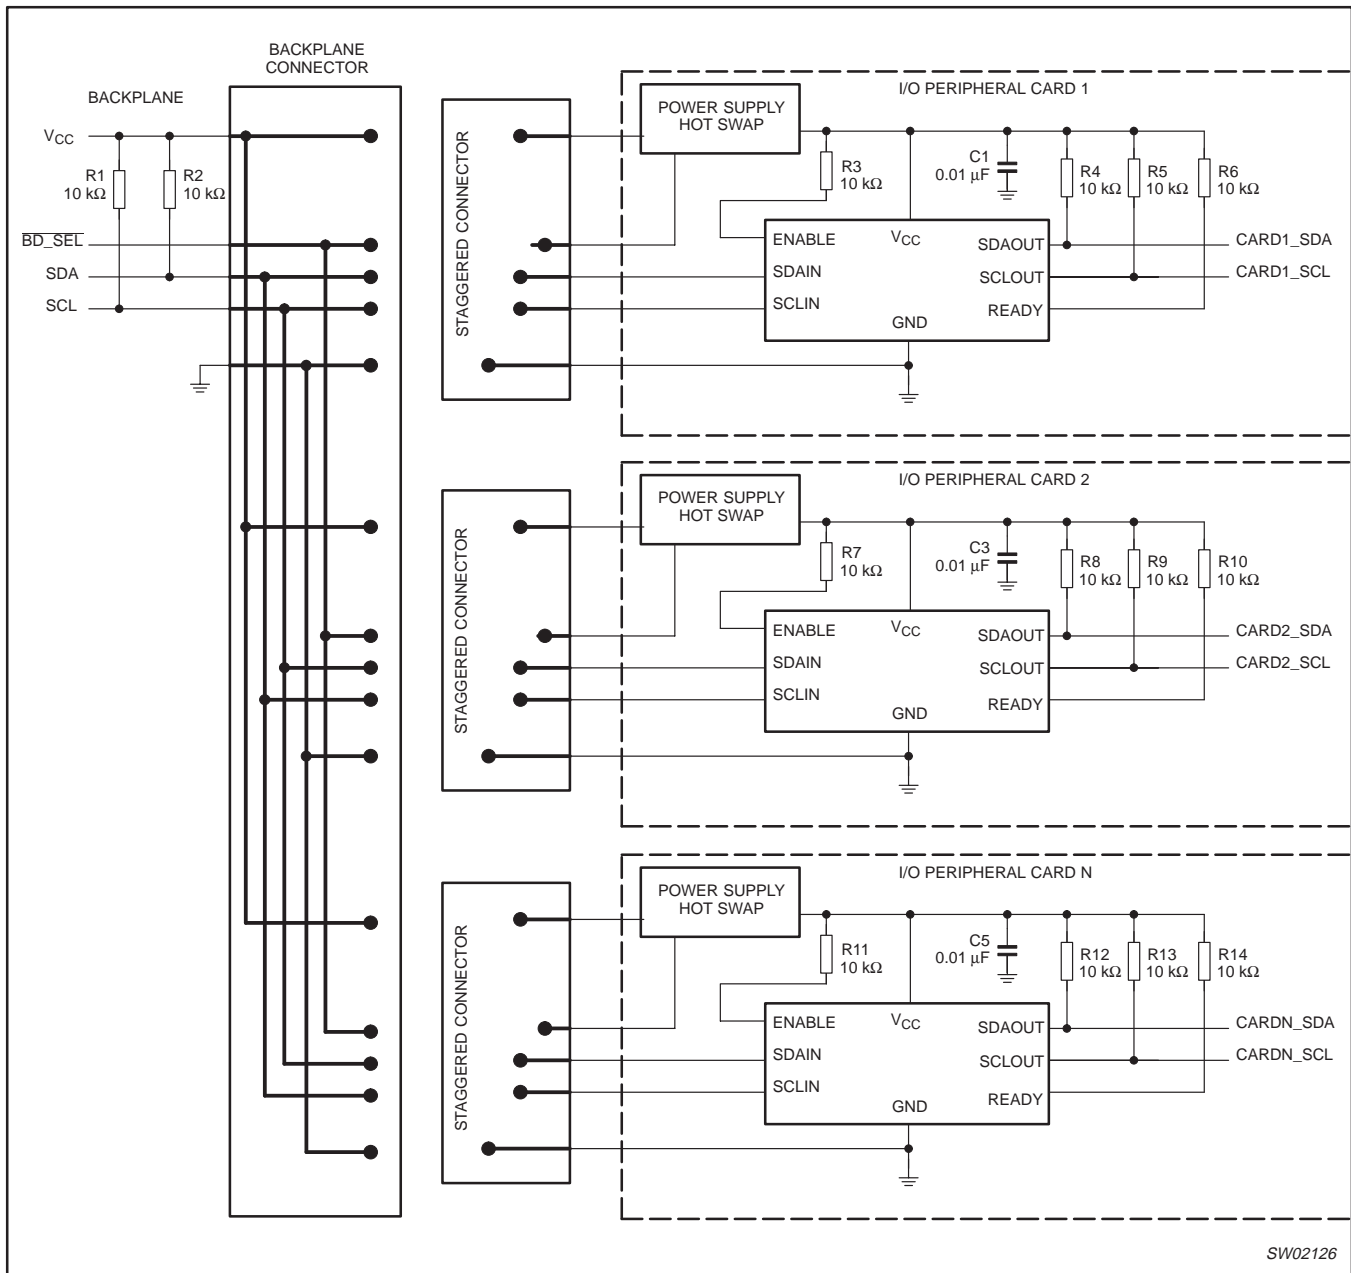 BACKPLANE
CONNECTOR
BACKPLANE
VCC
R1
10 kΩ
R2
10 kΩ
BD_SEL
SDA
SCL
STAGGERED CONNECTOR
I/O PERIPHERAL CARD 1
POWER SUPPLY
HOT SWAP
R3
10 kΩ
C1
0.01 µF
R4
10 kΩ
R5
10 kΩ
R6
10 kΩ
ENABLE
VCC
SDAOUT
CARD1_SDA
SDAIN
SCLOUT
CARD1_SCL
SCLIN
READY
GND
STAGGERED CONNECTOR
I/O PERIPHERAL CARD 2
POWER SUPPLY
HOT SWAP
R7
10 kΩ
C3
0.01 µF
R8
10 kΩ
R9
10 kΩ
R10
10 kΩ
ENABLE
VCC
SDAOUT
CARD2_SDA
SDAIN
SCLOUT
CARD2_SCL
SCLIN
READY
GND
STAGGERED CONNECTOR
I/O PERIPHERAL CARD N
POWER SUPPLY
HOT SWAP
R11
10 kΩ
C5
0.01 µF
R12
10 kΩ
R13
10 kΩ
R14
10 kΩ
ENABLE
VCC
SDAOUT
CARDN_SDA
SDAIN
SCLOUT
CARDN_SCL
SCLIN
READY
GND
SW02126